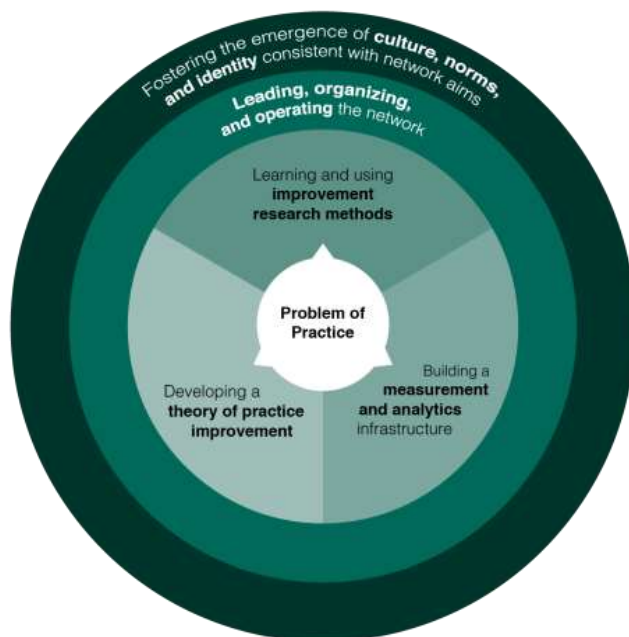 Fostering the emergence of culture, norms,
and identity consistent with network aims
Leading, organizing,
and operating the network
Learning and using
improvement
research methods
Problem of
Practice
Developing a
theory of practice
improvement
Building a
measurement
and analytics
infrastructure